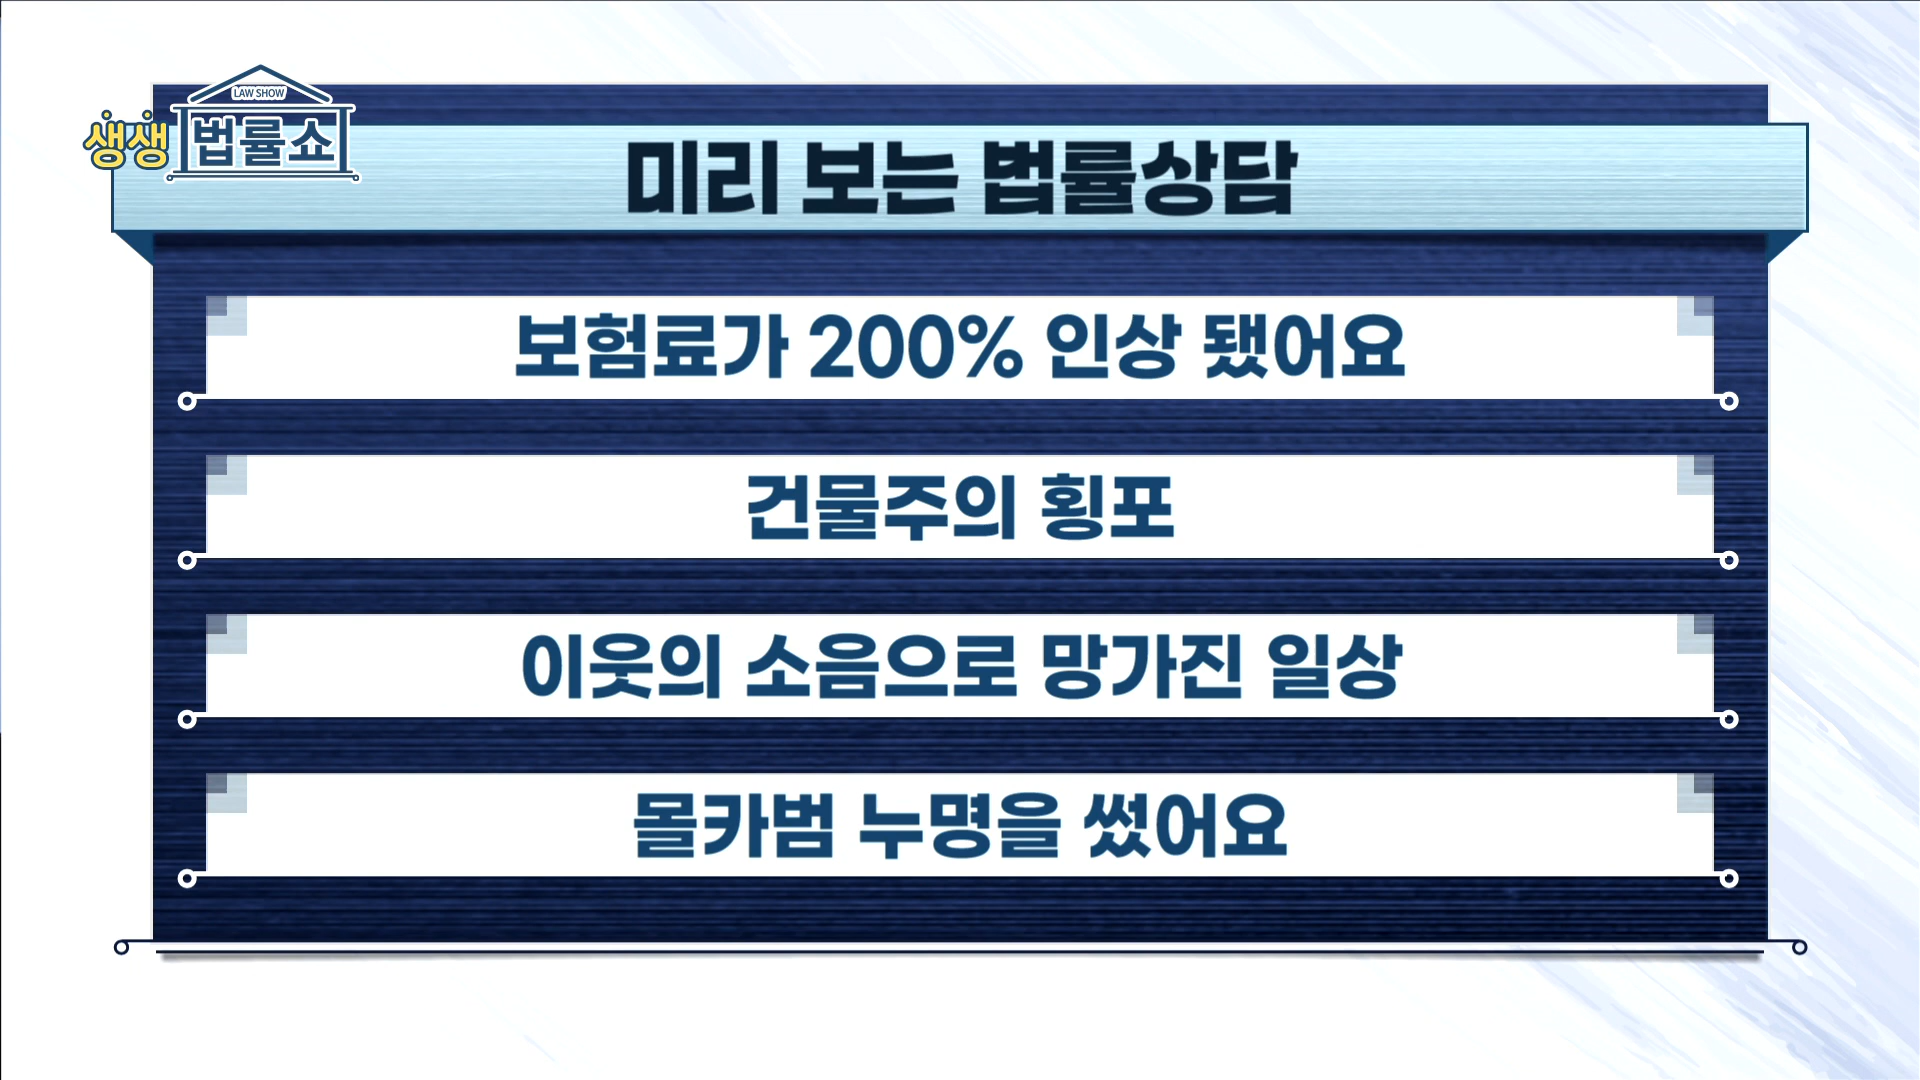 LAW SHOW
생생 법률쇼
미리 보는 법률상담
보험료가 200% 인상 됐어요
건물주의 횡포
이웃의 소음으로 망가진 일상
몰카범 누명을 썼어요